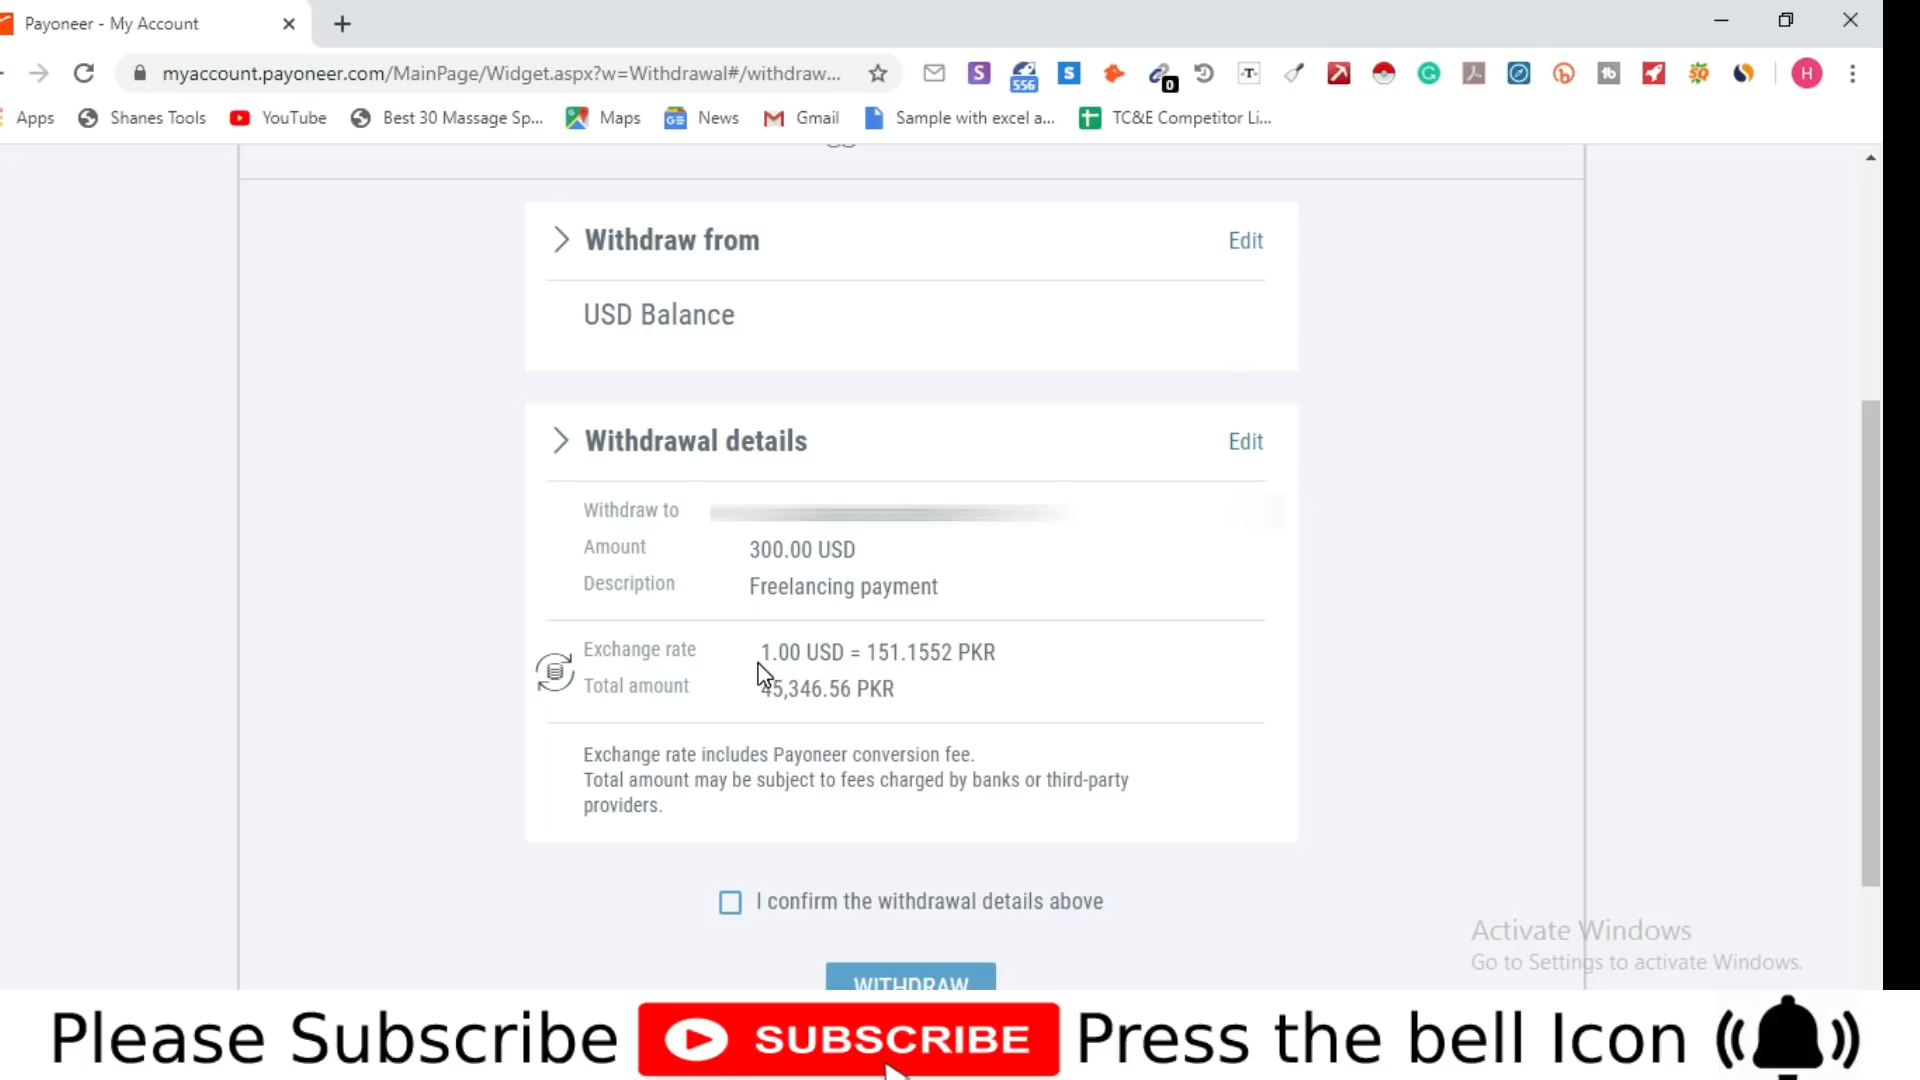 Payoneer - My Account
myaccount.payoneer.com/MainPage/Widget.aspx?w=Withdrawal#/withdraw...
S
556
S
0
T
tb
H
Apps
Shanes Tools
YouTube
Best 30 Massage Sp...
Maps
News
Gmail
Sample with excel a...
TC&E Competitor Li...
Withdraw from
Edit
USD Balance
Withdrawal details
Edit
Withdraw to
Amount 300.00 USD
Description Freelancing payment
Exchange rate 1.00 USD = 151.1552 PKR
Total amount 45,346.56 PKR
Exchange rate includes Payoneer conversion fee.
Total amount may be subject to fees charged by banks or third-party
providers.
I confirm the withdrawal details above
WITHDRAW
Activate Windows
Go to Settings to activate Windows.
Please Subscribe
SUBSCRIBE
Press the bell Icon